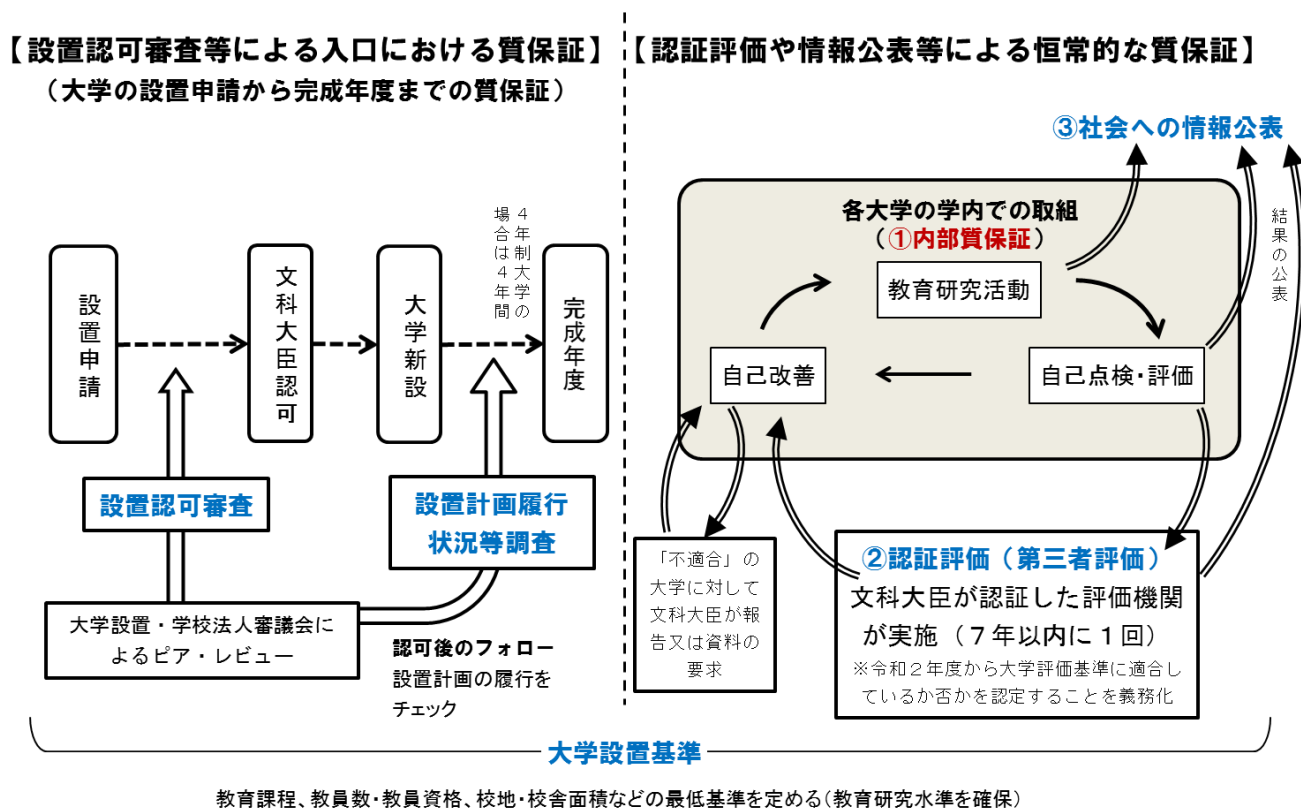 【設置認可審査等による入口における質保証】
(大学の設置申請から完成年度までの質保証)
設置申請
文科大臣認可
大学新設
4年制大学の
場合は4年間
完成年度
設置認可審査
設置計画履行
状況等調査
大学設置・学校法人審議会に
よるピア・レビュー
認可後のフォロー
設置計画の履行を
チェック
【認証評価や情報公表等による恒常的な質保証】
③社会への情報公表
各大学の学内での取組
(①内部質保証)
教育研究活動
自己点検・評価
自己改善
結果の公表
「不適合」の
大学に対して
文科大臣が報
告又は資料の
要求
②認証評価(第三者評価)
文科大臣が認証した評価機関
が実施(7年以内に1回)
※令和2年度から大学評価基準に適合し
ているか否かを認定することを義務化
大学設置基準
教育課程、教員数・教員資格、校地・校舎面積などの最低基準を定める(教育研究水準を確保)